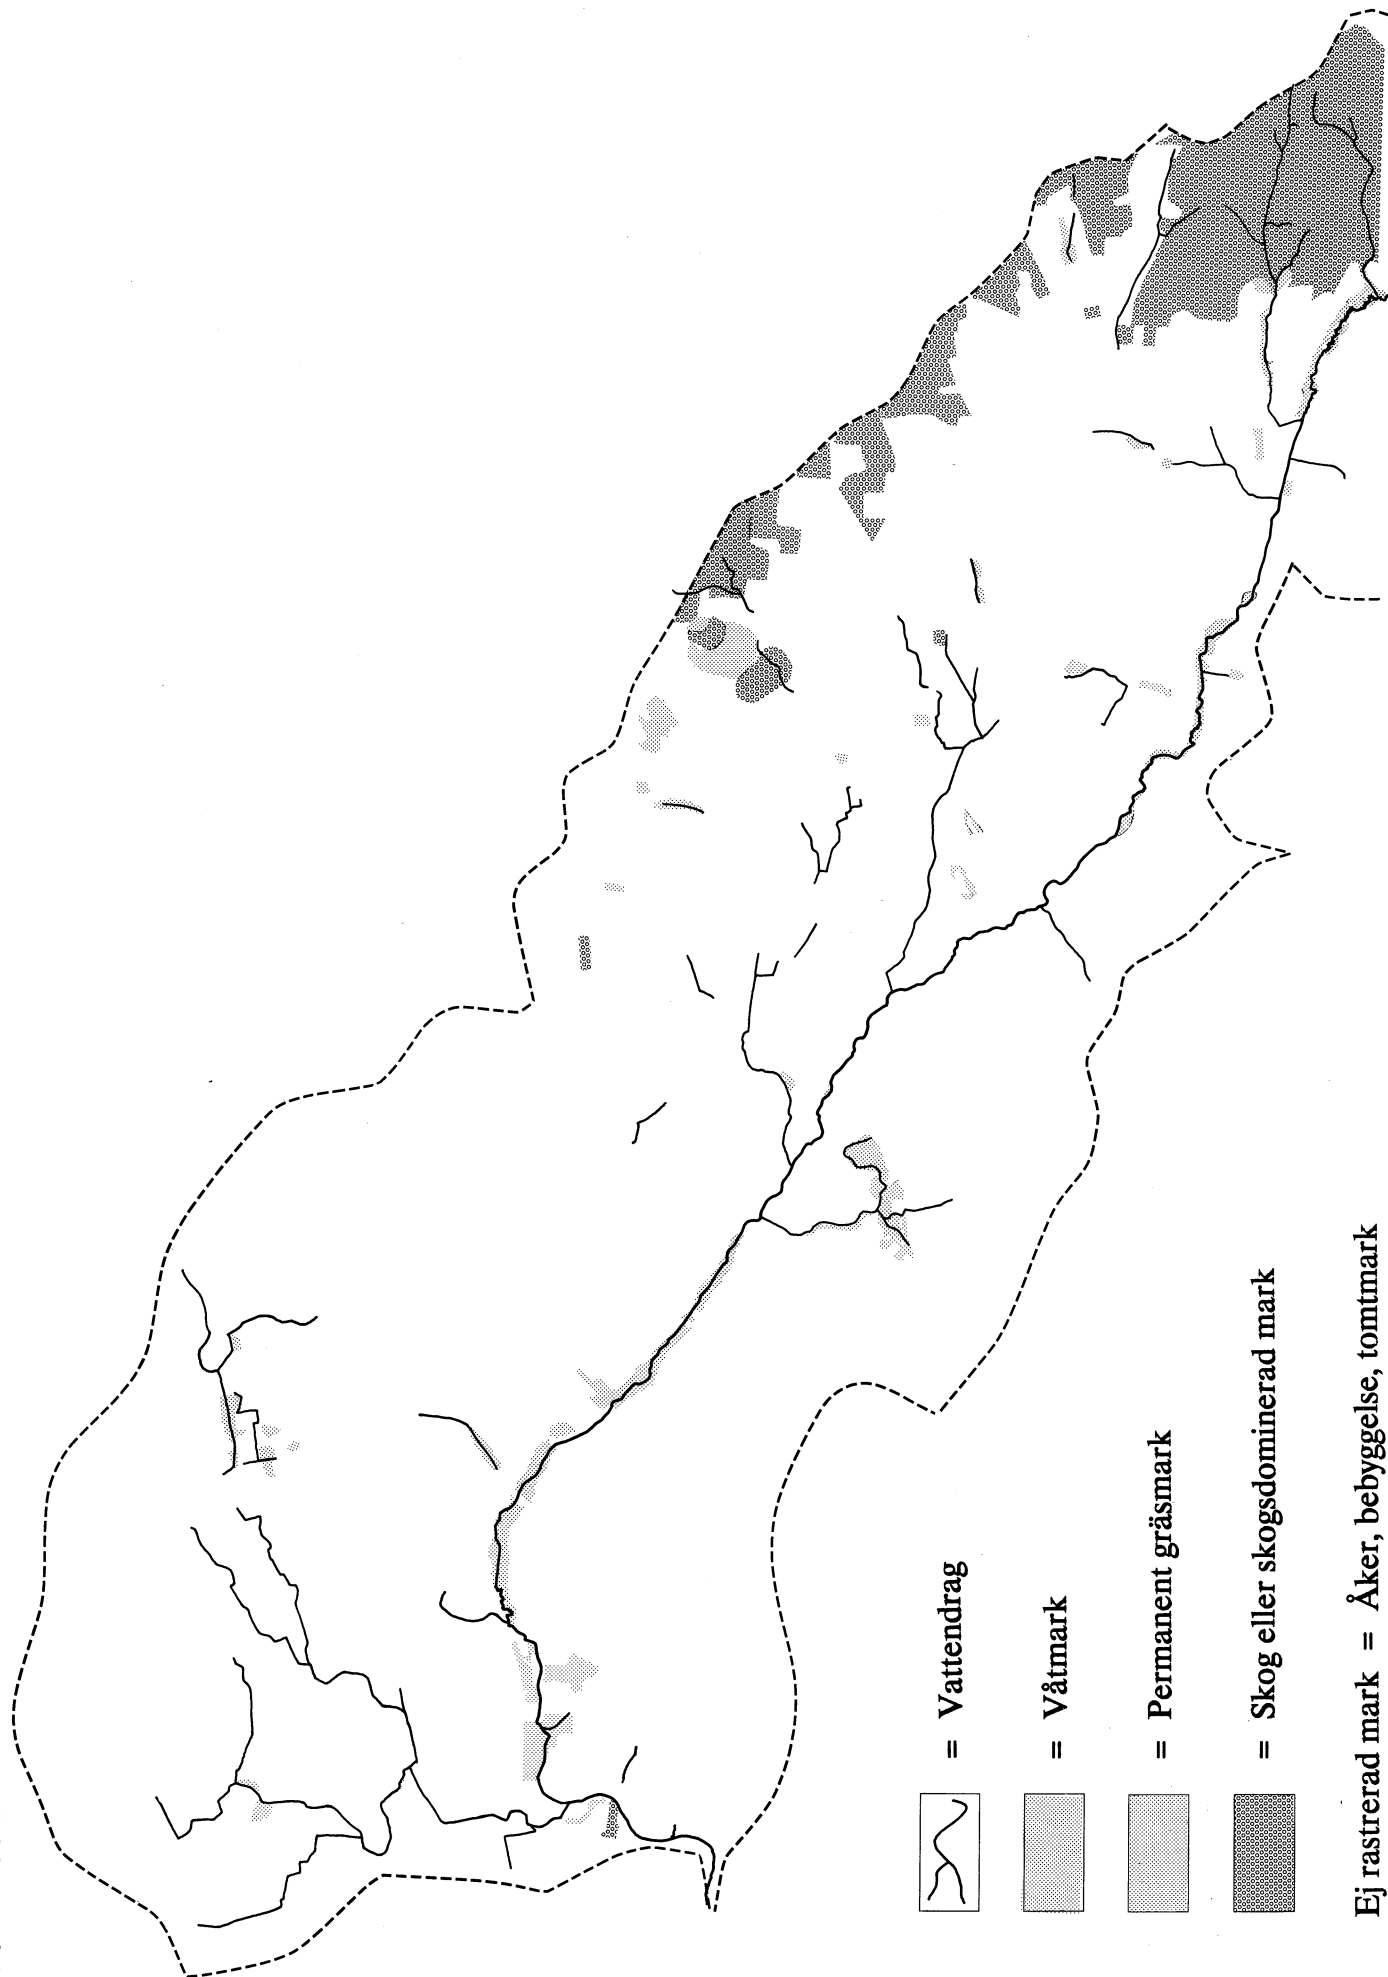 = Vattendrag
= Våtmark
= Permanent gräsmark
= Skog eller skogsdominerad mark
Ej rastrerad mark = Åker, bebyggelse, tomtmark